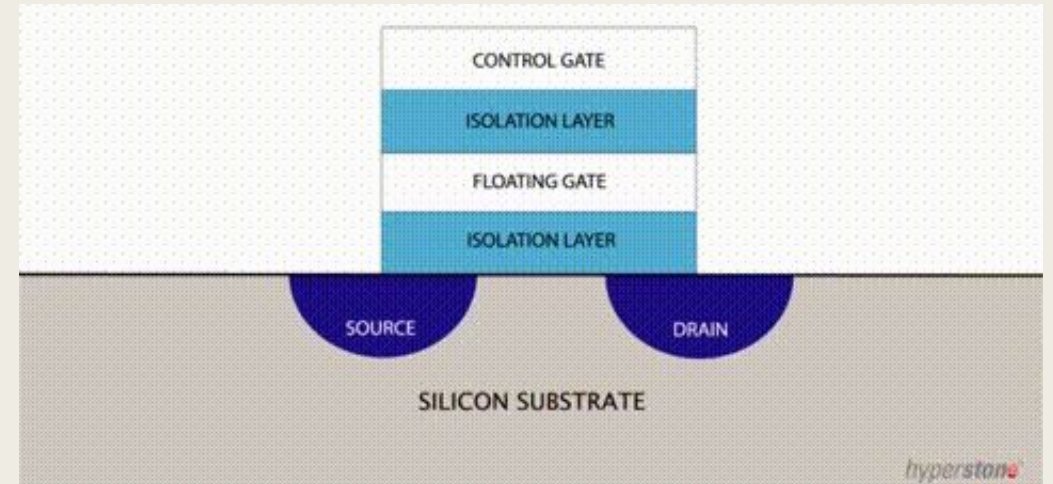 CONTROL GATE
ISOLATION LAYER
FLOATING GATE
ISOLATION LAYER
SOURCE
DRAIN
SILICON SUBSTRATE
hyperstone